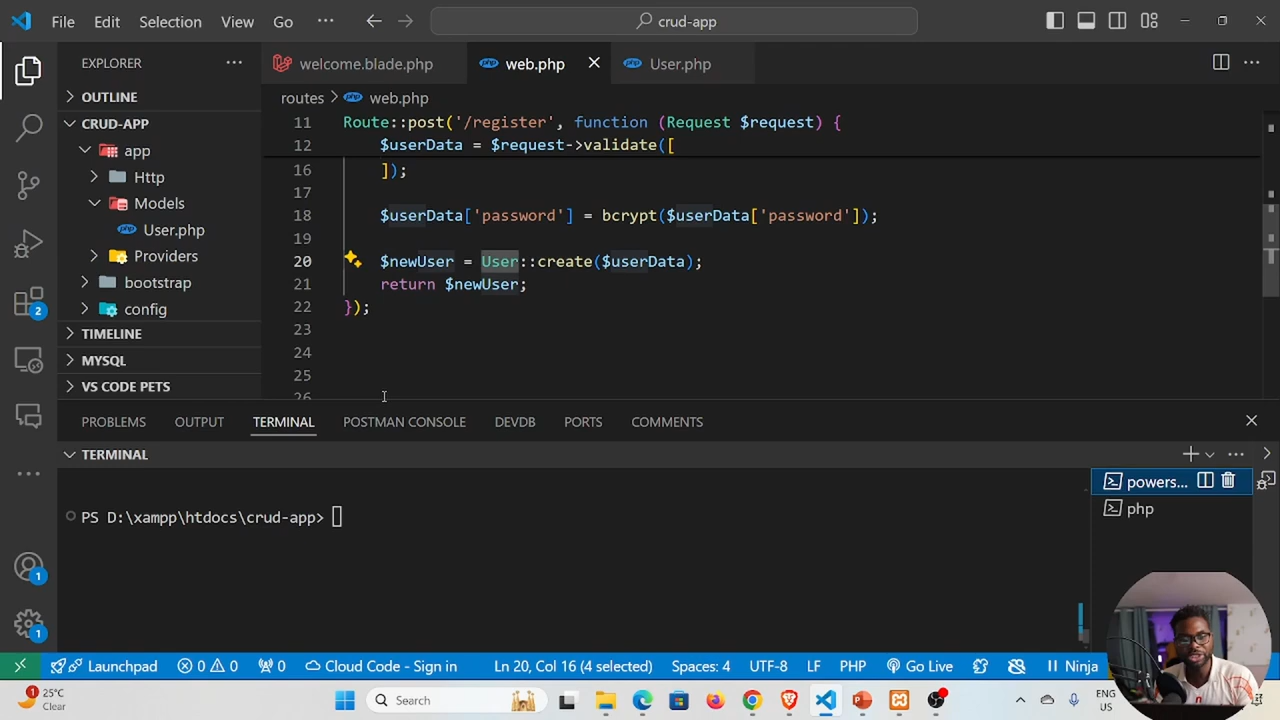 File Edit Selection View Go ··· crud-app
EXPLORER ···
welcome.blade.php web.php User.php ···
OUTLINE
CRUD-APP
app
Http
Models
User.php
Providers
bootstrap
config
TIMELINE
MYSQL
VS CODE PETS
routes > web.php
11 Route::post('/register', function (Request $request) {
12 $userData = $request->validate([
16 ]);
17
18 $userData['password'] = bcrypt($userData['password']);
19
20 $newUser = User::create($userData);
21 return $newUser;
22 });
23
24
25
26
2
1
1
PROBLEMS OUTPUT TERMINAL POSTMAN CONSOLE DEVDB PORTS COMMENTS
TERMINAL
PS D:\xampp\htdocs\crud-app>
powers...
php
Launchpad 0 0 0 Cloud Code - Sign in Ln 20, Col 16 (4 selected) Spaces: 4 UTF-8 LF PHP Go Live Ninja
1
25°C
Clear
Search
ENG
US